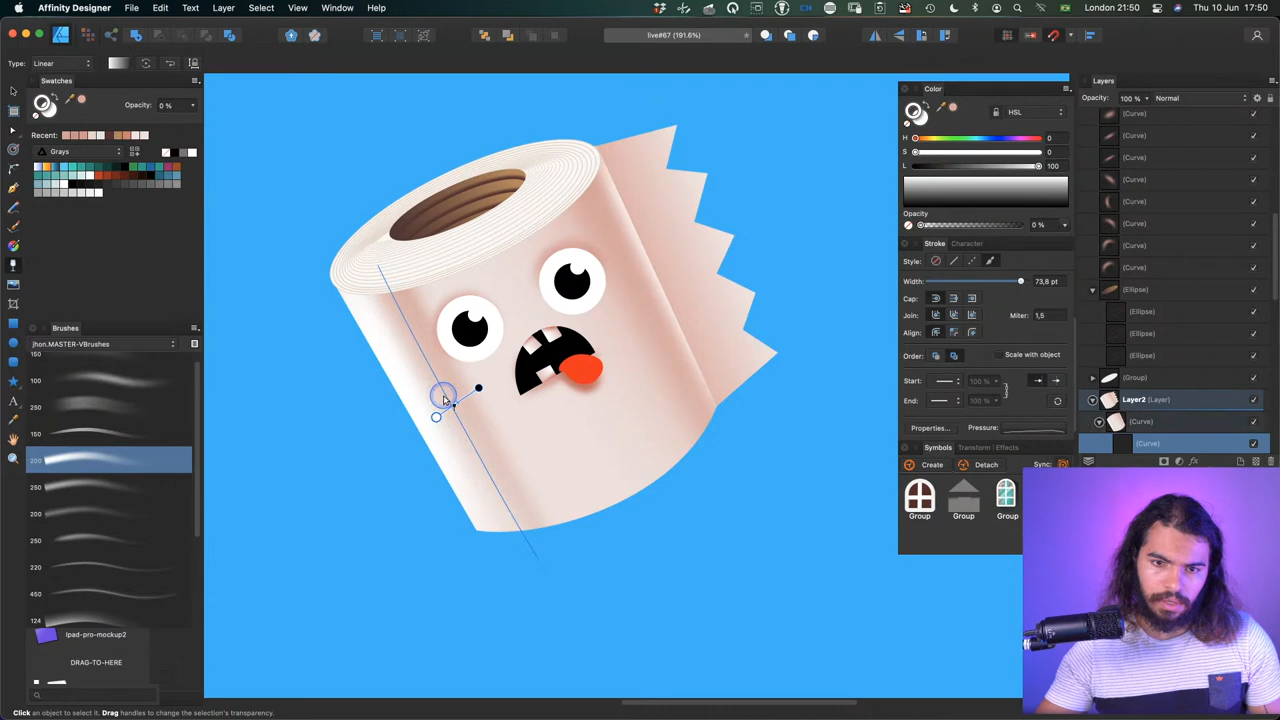 Affinity Designer File Edit Text Layer Select View Window Help London 21:50 Thu 10 Jun 17:50
live#67 (191.6%)
Type: Linear
Swatches
Opacity: 0 %
Recent:
Grays
Brushes
jhon.MASTER-VBrushes
150
100
250
150
200
250
200
250
200
450
124
Ipad-pro-mockup2
DRAG-TO-HERE
Click an object to select it. Drag handles to change the selection's transparency.
Color
HSL
H 0
S 0
L 100
Opacity
0 %
Stroke Character
Style:
Width: 73,8 pt
Cap:
Join: Miter: 1,5
Align:
Order: Scale with object
Start: 100 %
End: 100 %
Properties... Pressure:
Symbols Transform Effects
Create Detach Sync:
Group Group Group
Layers
Opacity: 100 % Normal
(Curve)
(Curve)
(Curve)
(Curve)
(Curve)
(Curve)
(Curve)
(Curve)
(Ellipse)
(Ellipse)
(Ellipse)
(Ellipse)
(Group)
Layer2 (Layer)
(Curve)
(Curve)